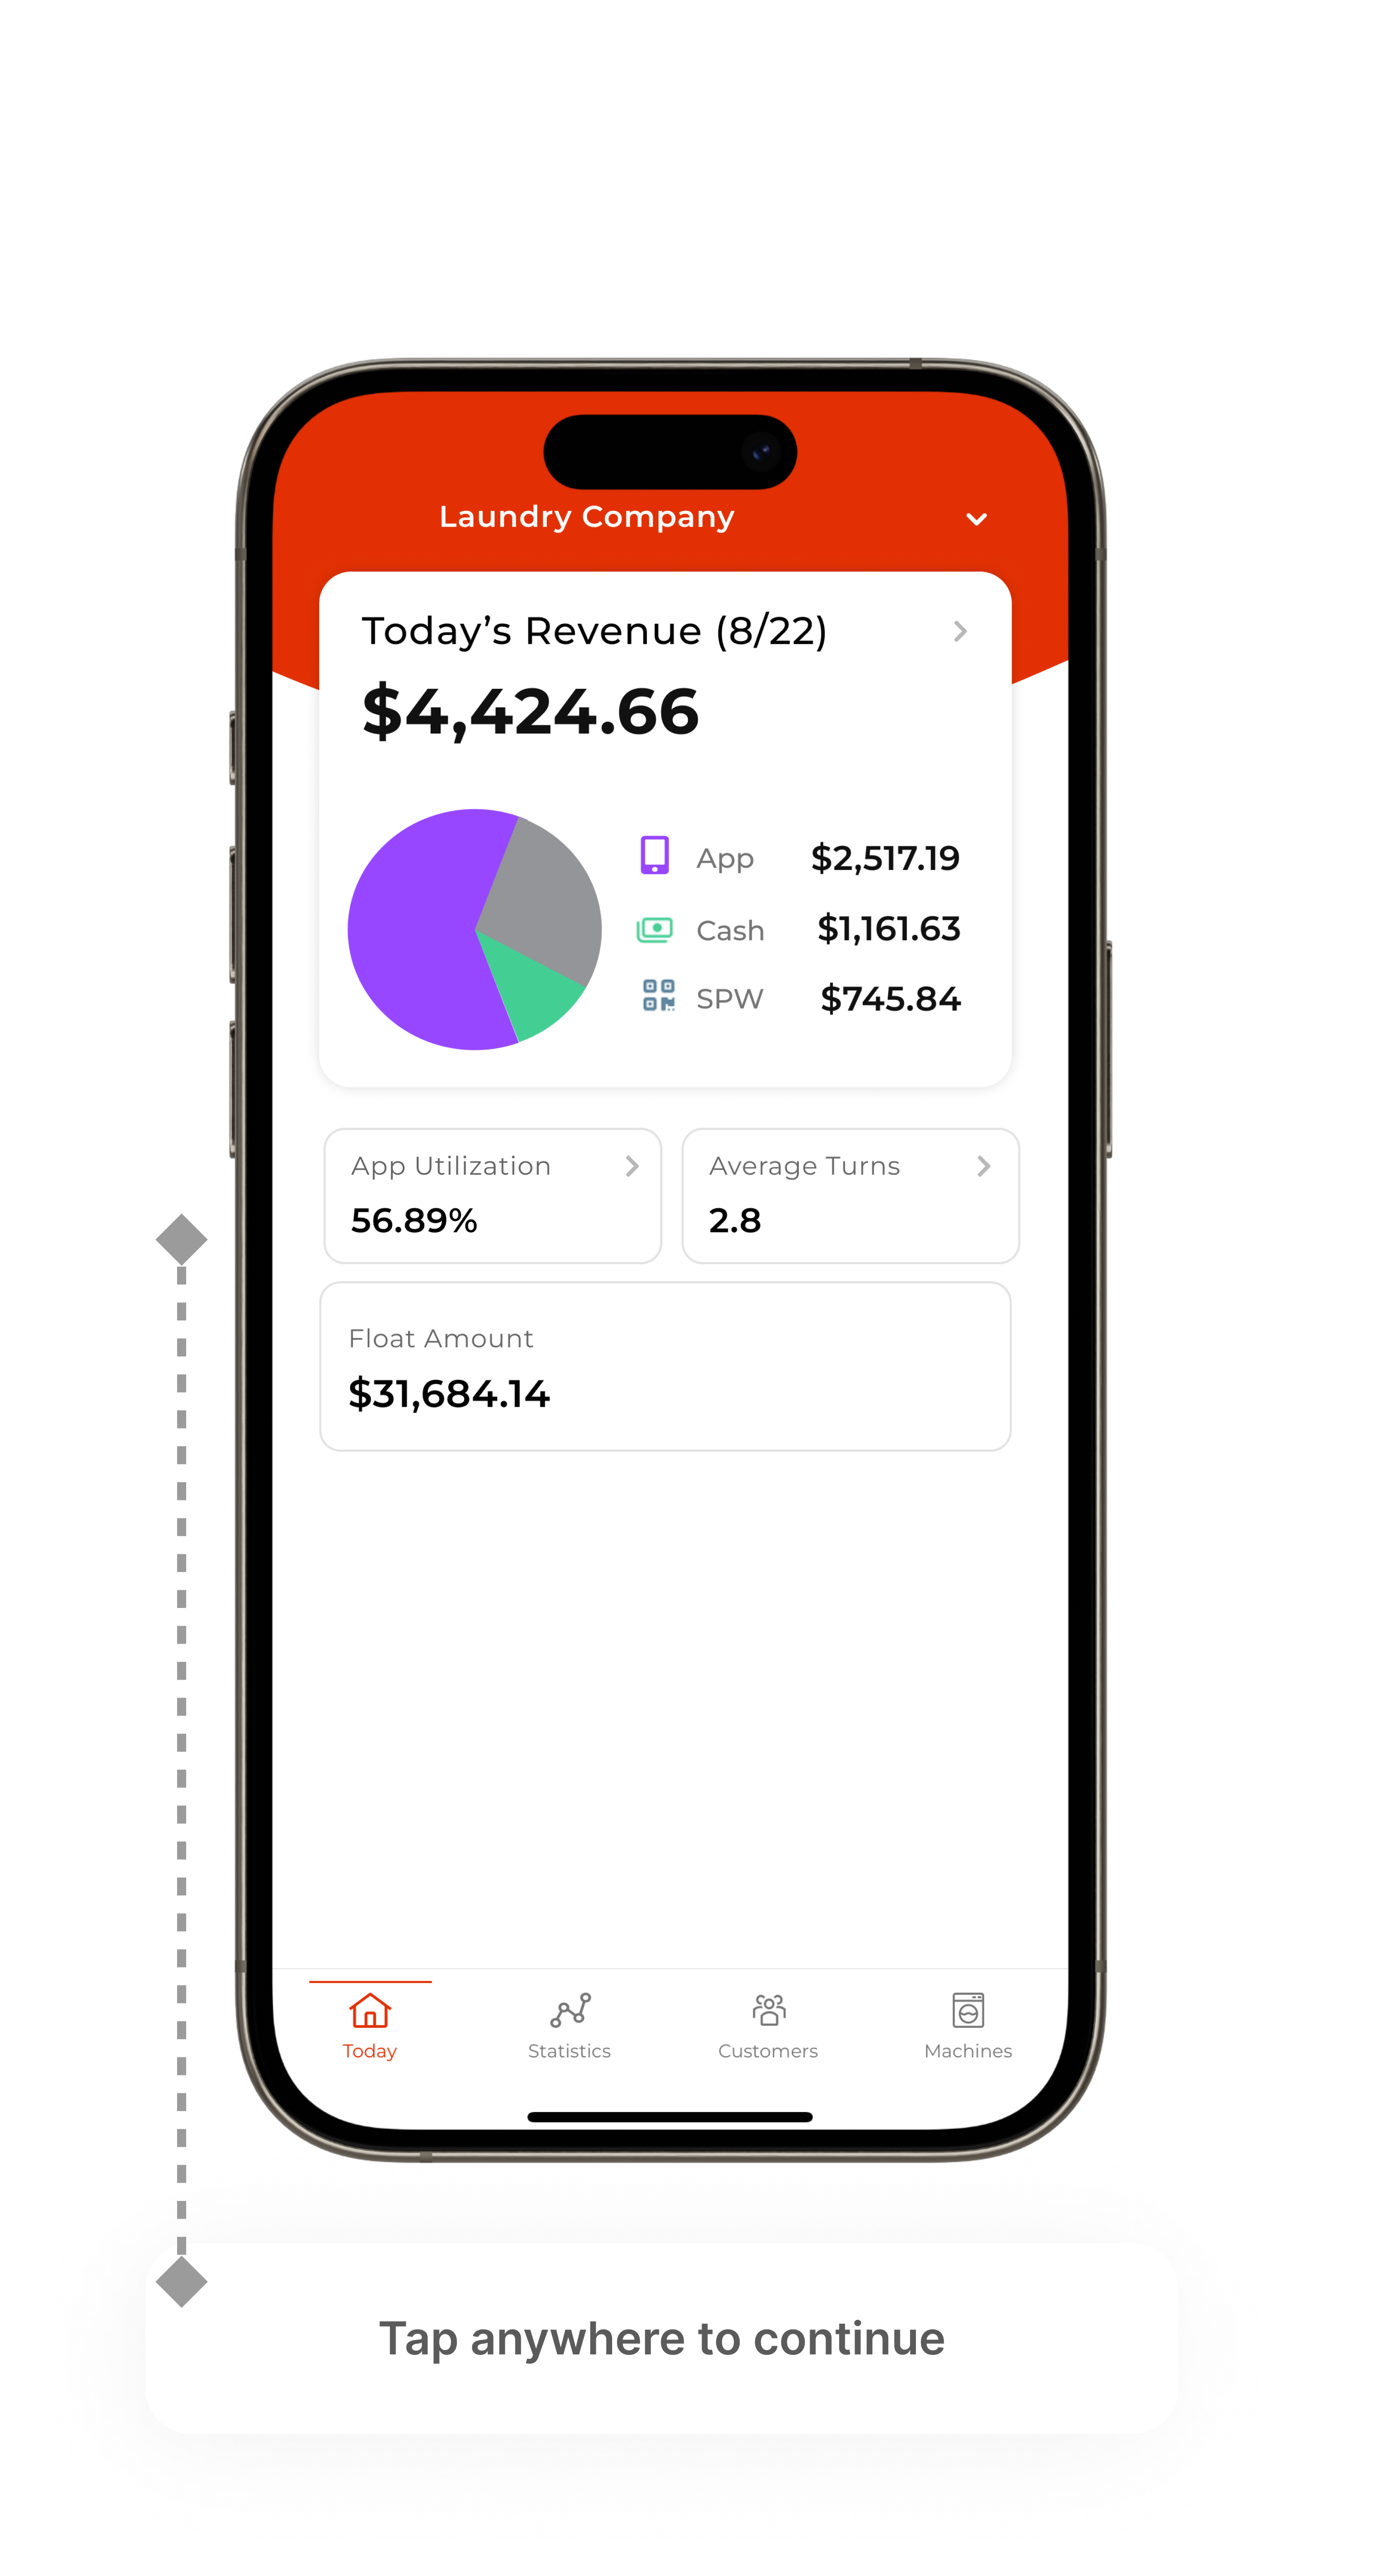 Laundry Company
Today’s Revenue (8/22)
$4,424.66
App $2,517.19
Cash $1,161.63
SPW $745.84
App Utilization
56.89%
Average Turns
2.8
Float Amount
$31,684.14
Today Statistics Customers Machines
Tap anywhere to continue